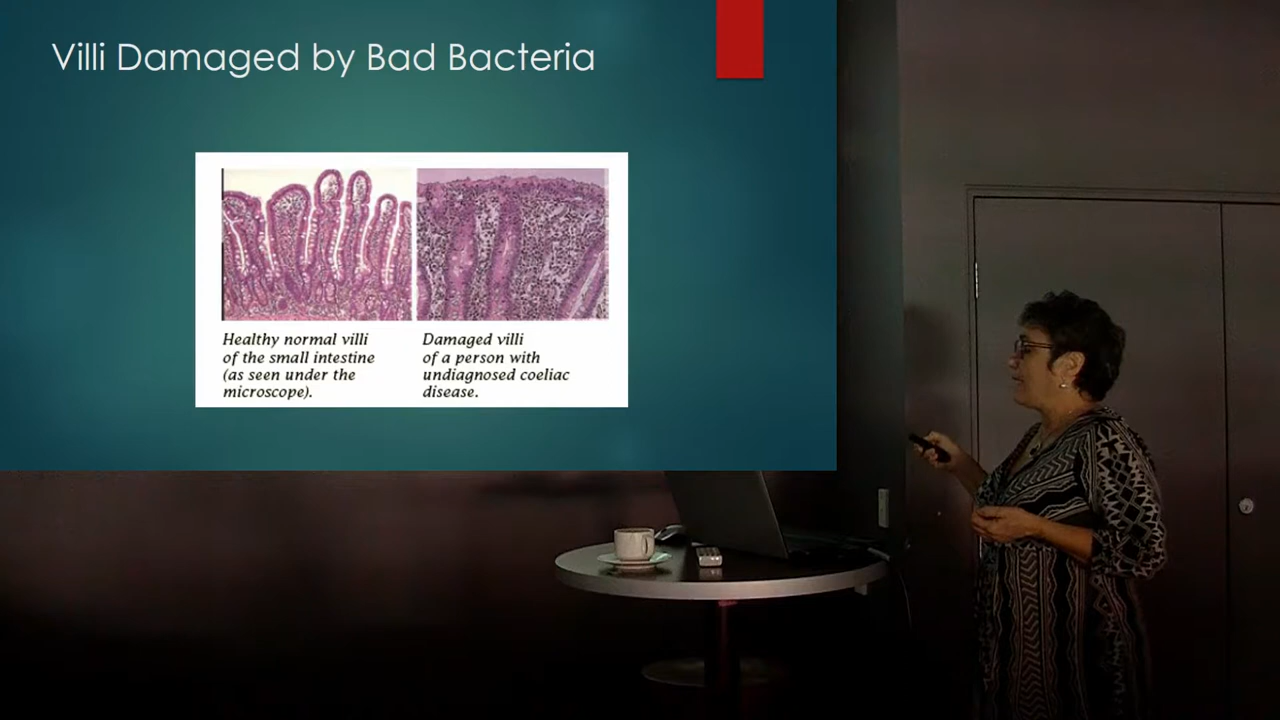 Villi Damaged by Bad Bacteria
Healthy normal villi
of the small intestine
(as seen under the
microscope).
Damaged villi
of a person with
undiagnosed coeliac
disease.